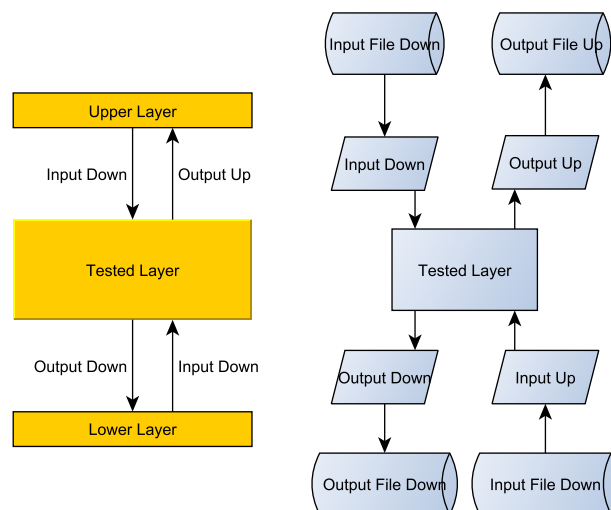 Upper Layer
Input Down
Output Up
Tested Layer
Output Down
Input Down
Lower Layer
Input File Down
Output File Up
Input Down
Output Up
Tested Layer
Output Down
Input Up
Output File Down
Input File Down